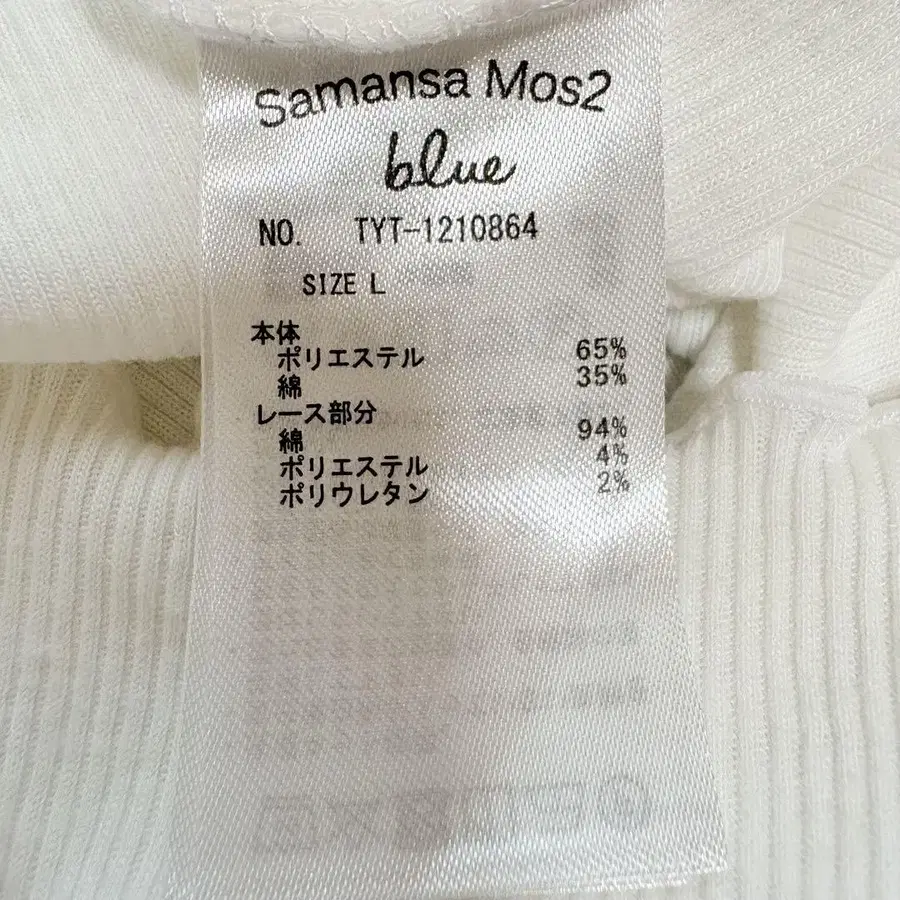 Samansa Mos2
blue
NO. TYT-1210864
SIZE L
本体
ポリエステル 65%
綿 35%
レース部分
綿 94%
ポリエステル 4%
ポリウレタン 2%